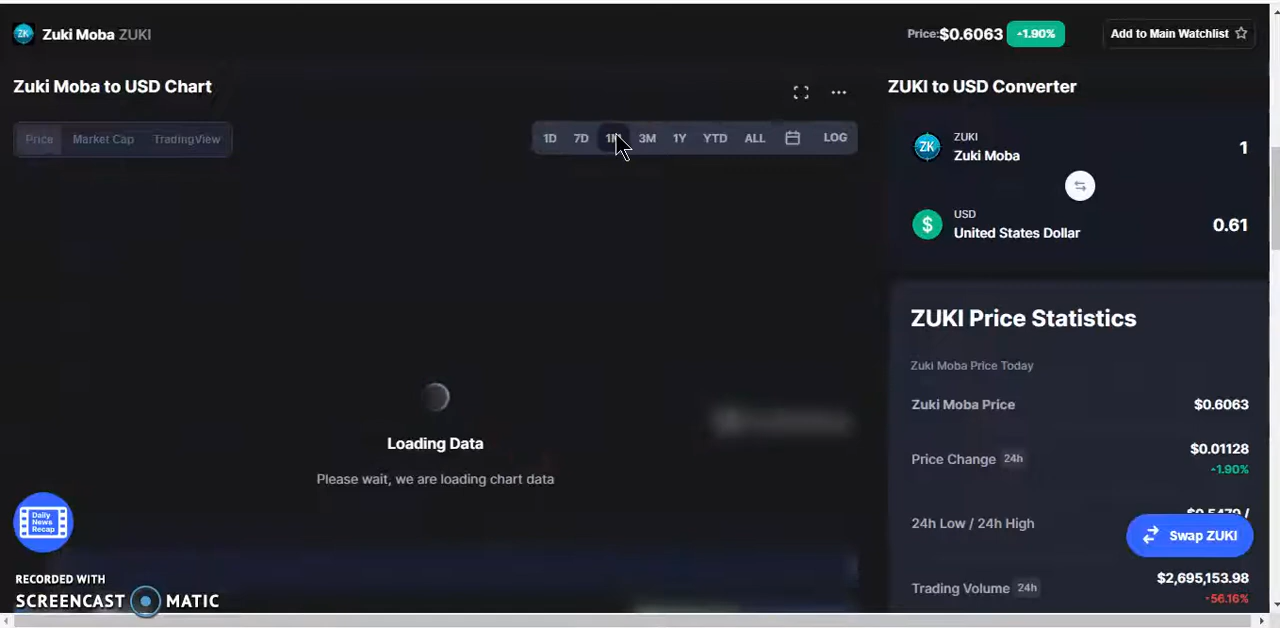 ZK Zuki Moba ZUKI
Price:$0.6063 1.90% Add to Main Watchlist
Zuki Moba to USD Chart
ZUKI to USD Converter
Price Market Cap TradingView
1D 7D 1M 3M 1Y YTD ALL LOG
ZK ZUKI
Zuki Moba 1
$ USD
United States Dollar 0.61
ZUKI Price Statistics
Zuki Moba Price Today
Zuki Moba Price $0.6063
Price Change 24h $0.01128
1.90%
24h Low / 24h High
Trading Volume 24h $2,695,153.98
56.16%
Loading Data
Please wait, we are loading chart data
Daily
News
Recap
Swap ZUKI
RECORDED WITH
SCREENCAST MATIC